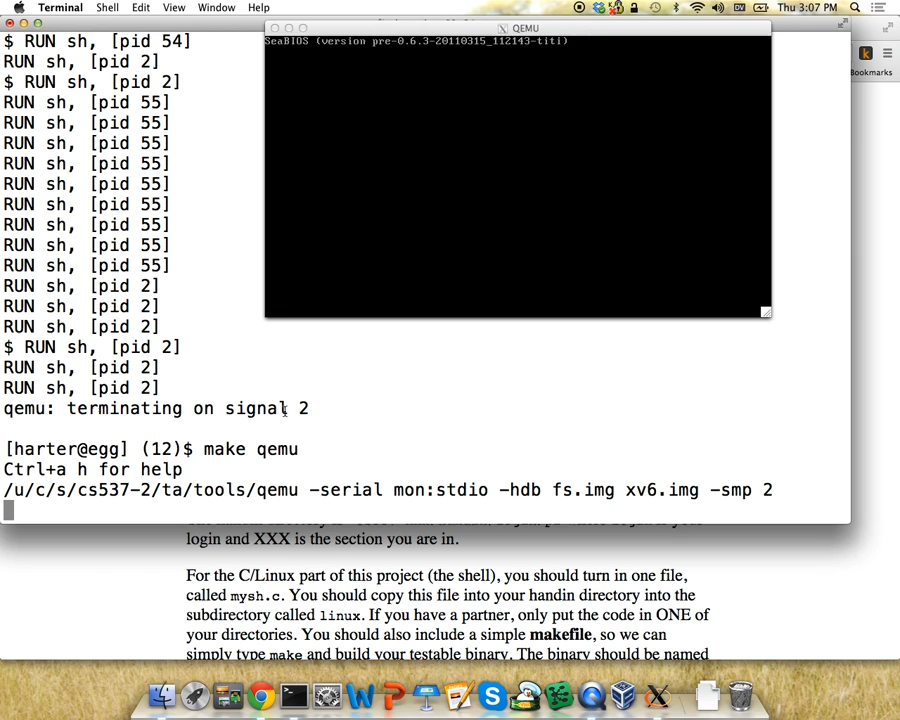 Terminal Shell Edit View Window Help
Thu 3:07 PM
$ RUN sh, [pid 54]
RUN sh, [pid 2]
$ RUN sh, [pid 2]
RUN sh, [pid 55]
RUN sh, [pid 55]
RUN sh, [pid 55]
RUN sh, [pid 55]
RUN sh, [pid 55]
RUN sh, [pid 55]
RUN sh, [pid 55]
RUN sh, [pid 55]
RUN sh, [pid 55]
RUN sh, [pid 2]
RUN sh, [pid 2]
RUN sh, [pid 2]
$ RUN sh, [pid 2]
RUN sh, [pid 2]
RUN sh, [pid 2]
qemu: terminating on signal 2
[harter@egg] (12)$ make qemu
Ctrl+a h for help
/u/c/s/cs537-2/ta/tools/qemu -serial mon:stdio -hdb fs.img xv6.img -smp 2
QEMU
SeaBIOS (version pre-0.6.3-20110315_112143-titi)
Bookmarks
login and XXX is the section you are in.
For the C/Linux part of this project (the shell), you should turn in one file,
called mysh.c. You should copy this file into your handin directory into the
subdirectory called linux. If you have a partner, only put the code in ONE of
your directories. You should also include a simple makefile, so we can
simply type make and build your testable binary. The binary should be named